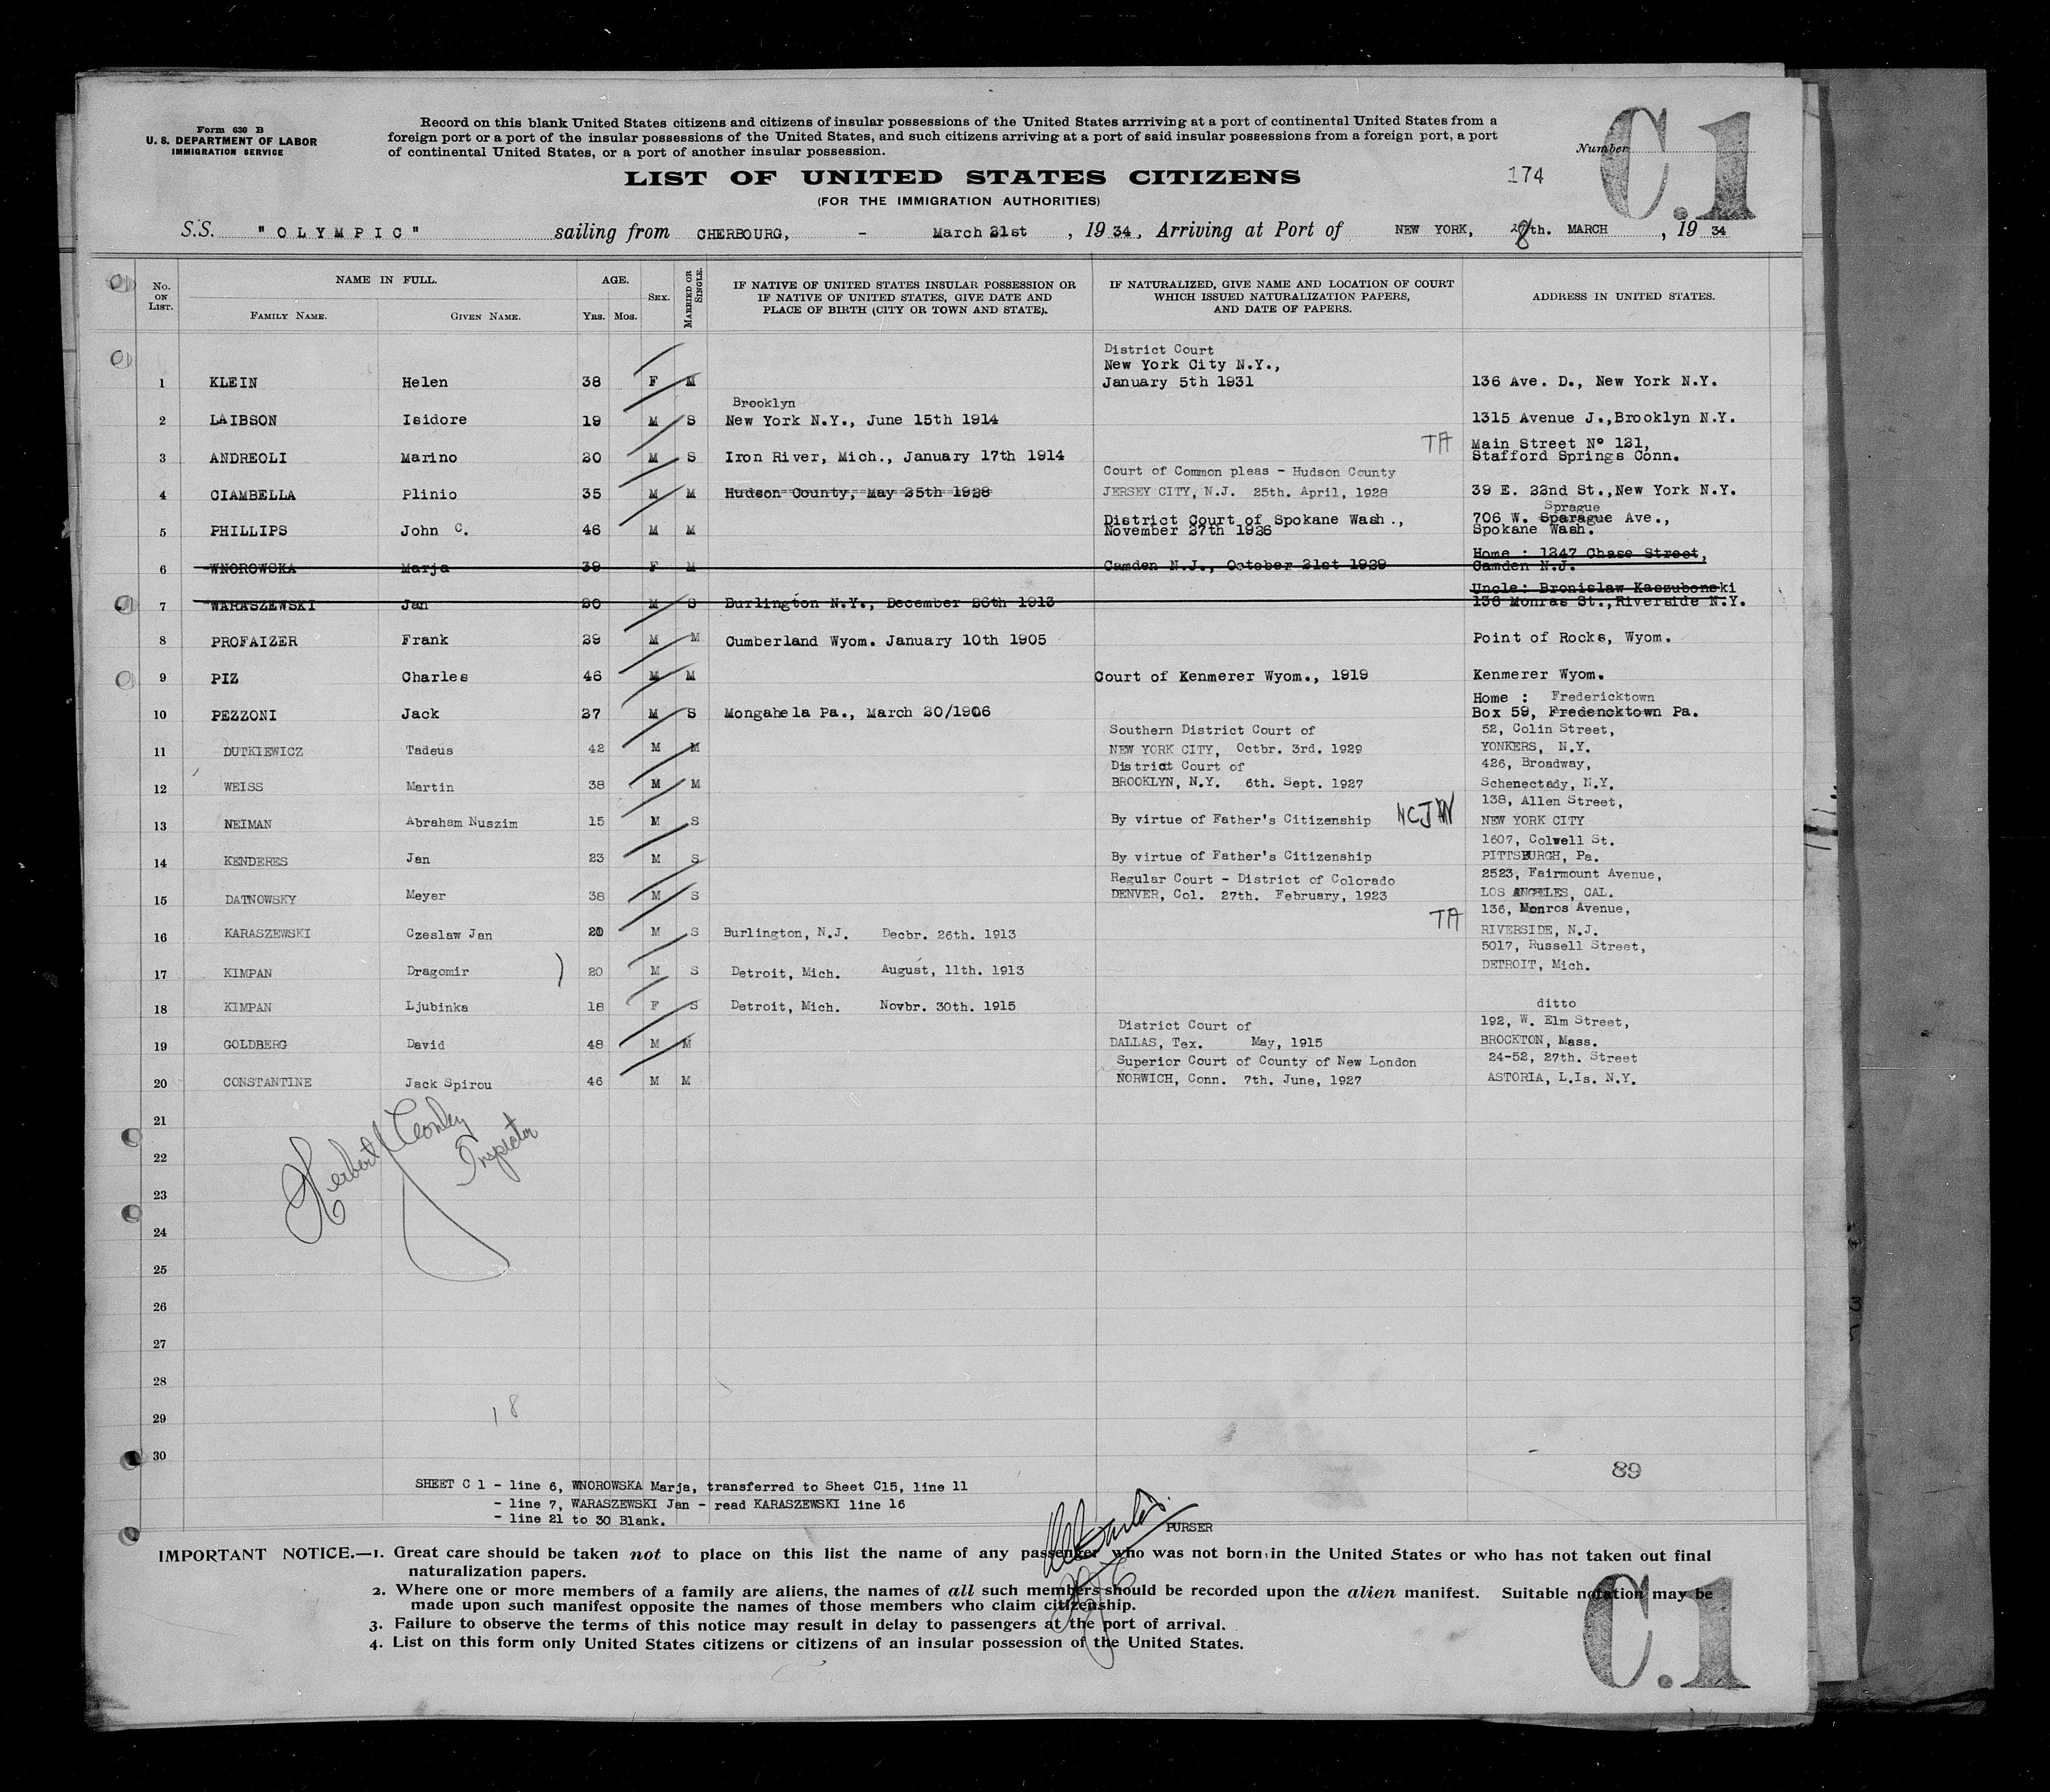 Form 630 B
U. S. DEPARTMENT OF LABOR
IMMIGRATION SERVICE
Record on this blank United States citizens and citizens of insular possessions of the United States arrriving at a port of continental United States from a
foreign port or a port of the insular possessions of the United States, and such citizens arriving at a port of said insular possessions from a foreign port, a port
of continental United States, or a port of another insular possession.
Number
C.1
174
LIST OF UNITED STATES CITIZENS
(FOR THE IMMIGRATION AUTHORITIES)
S.S. "OLYMPIC" sailing from CHERBOURG, - March 21st, 1934, Arriving at Port of NEW YORK, 28th. MARCH, 1934
No. ON LIST.
NAME IN FULL.
FAMILY NAME. GIVEN NAME.
AGE.
YRS. MOS.
SEX.
MARRIED OR SINGLE.
IF NATIVE OF UNITED STATES INSULAR POSSESSION OR
IF NATIVE OF UNITED STATES, GIVE DATE AND
PLACE OF BIRTH (CITY OR TOWN AND STATE).
IF NATURALIZED, GIVE NAME AND LOCATION OF COURT
WHICH ISSUED NATURALIZATION PAPERS,
AND DATE OF PAPERS.
ADDRESS IN UNITED STATES.
District Court
New York City N.Y.,
1 KLEIN Helen 38 F M January 5th 1931 136 Ave. D., New York N.Y.
Brooklyn
2 LAIBSON Isidore 19 M S New York N.Y., June 15th 1914 1315 Avenue J.,Brooklyn N.Y.
TA Main Street Nº 121,
3 ANDREOLI Marino 20 M S Iron River, Mich., January 17th 1914 Stafford Springs Conn.
Court of Common pleas - Hudson County
4 CIAMBELLA Plinio 35 M M Hudson County, May 25th 1928 JERSEY CITY, N.J. 25th. April, 1928 39 E. 22nd St.,New York N.Y.
Sprague
District Court of Spokane Wash., 706 W. Sparague Ave.,
5 PHILLIPS John C. 46 M M November 27th 1926 Spokane Wash.
Home : 1247 Chase Street,
6 WNOROWSKA Marja 39 F M Camden N.J., October 21st 1929 Camden N.J.
Uncle: Bronislaw Kaszubonski
7 WARASZEWSKI Jan 20 M S Burlington N.Y., December 26th 1913 136 Monras St.,Riverside N.Y.
8 PROFAIZER Frank 29 M M Cumberland Wyom. January 10th 1905 Point of Rocks, Wyom.
9 PIZ Charles 46 M M Court of Kenmerer Wyom., 1919 Kenmerer Wyom.
Home : Fredericktown
10 PEZZONI Jack 27 M S Mongahela Pa., March 20/1906 Box 59, Fredencktown Pa.
Southern District Court of 52, Colin Street,
11 DUTKIEWICZ Tadeus 42 M M NEW YORK CITY, Octbr. 3rd. 1929 YONKERS, N.Y.
District Court of 426, Broadway,
12 WEISS Martin 38 M M BROOKLYN, N.Y. 6th. Sept. 1927 Schenectady, N.Y.
138, Allen Street,
13 NEIMAN Abraham Nuszim 15 M S By virtue of Father's Citizenship NEW YORK CITY
1607, Colwell St.
14 KENDERES Jan 23 M S By virtue of Father's Citizenship PITTSBURGH, Pa.
Regular Court - District of Colorado 2523, Fairmount Avenue,
15 DATNOWSKY Meyer 38 M S DENVER, Col. 27th. February, 1923 LOS ANGELES, CAL.
TA 136, Monros Avenue,
16 KARASZEWSKI Czeslaw Jan 20 M S Burlington, N.J. Decbr. 26th. 1913 RIVERSIDE, N.J.
5017, Russell Street,
17 KIMPAN Dragomir ) 20 M S Detroit, Mich. August, 11th. 1913 DETROIT, Mich.
18 KIMPAN Ljubinka 18 F S Detroit, Mich. Novbr. 30th. 1915 ditto
District Court of 192, W. Elm Street,
19 GOLDBERG David 48 M M DALLAS, Tex. May, 1915 BROCKTON, Mass.
Superior Court of County of New London 24-52, 27th. Street
20 CONSTANTINE Jack Spirou 46 M M NORWICH, Conn. 7th. June, 1927 ASTORIA, L.Is. N.Y.
21
22
Inspector
23
24
25
26
27
28
29
18
30
89
SHEET C 1 - line 6, WNOROWSKA Marja, transferred to Sheet C15, line 11
- line 7, WARASZEWSKI Jan - read KARASZEWSKI line 16
- line 21 to 30 Blank.
PURSER
IMPORTANT NOTICE.—1. Great care should be taken not to place on this list the name of any passenger who was not born in the United States or who has not taken out final
naturalization papers.
2. Where one or more members of a family are aliens, the names of all such members should be recorded upon the alien manifest. Suitable notation may be
made upon such manifest opposite the names of those members who claim citizenship.
3. Failure to observe the terms of this notice may result in delay to passengers at the port of arrival.
4. List on this form only United States citizens or citizens of an insular possession of the United States.
C.1